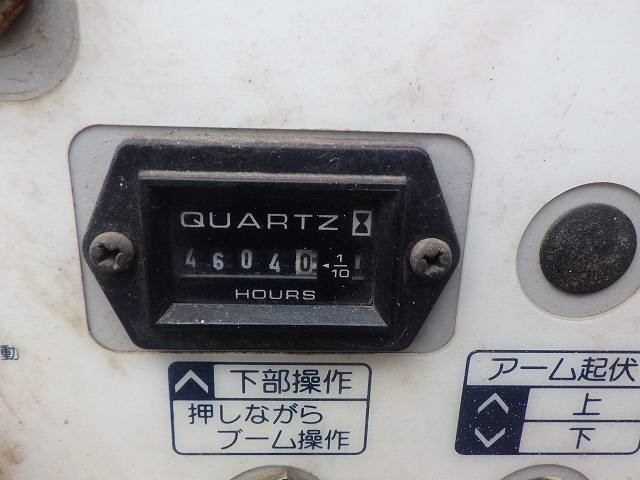 QUARTZ
46040
1/10
HOURS
動
下部操作
押しながら
ブーム操作
アーム起伏
上
下